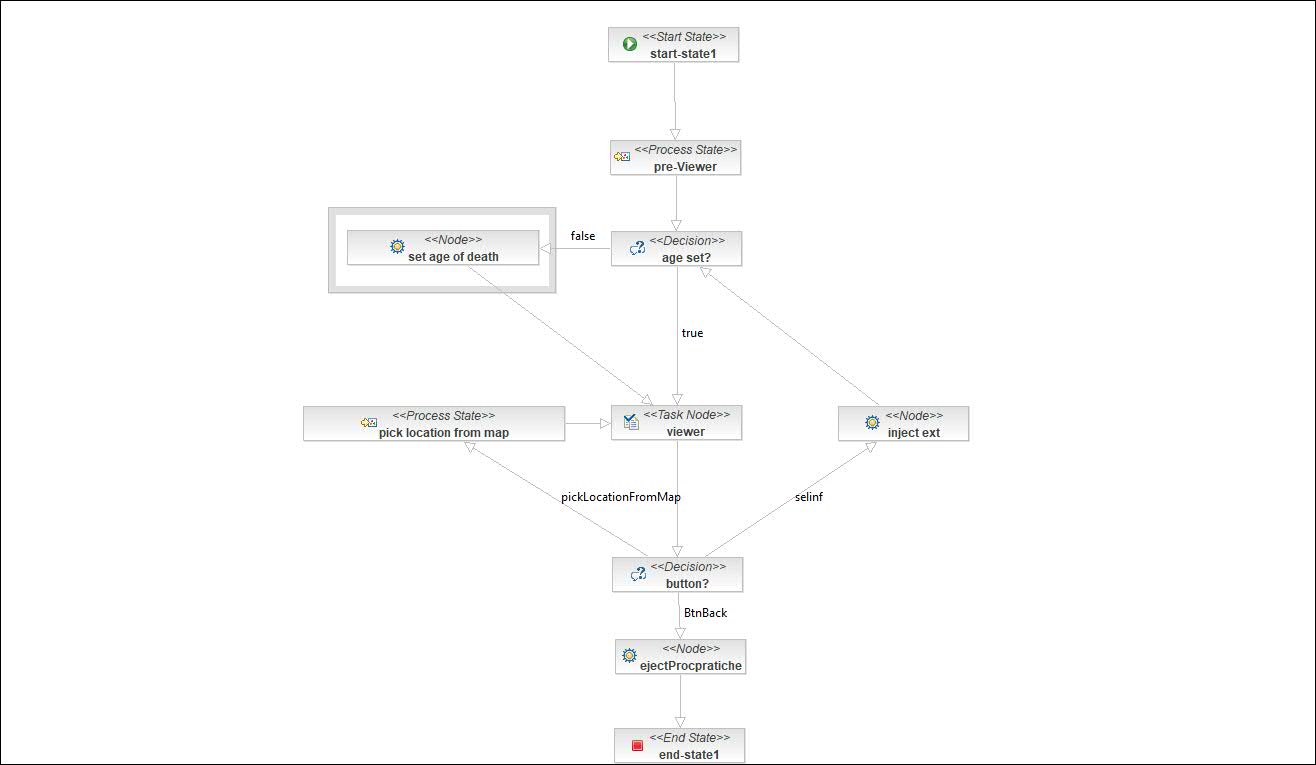 <<Start State>>
start-state1
<<Process State>>
pre-Viewer
<<Node>>
set age of death
false
<<Decision>>
age set?
true
<<Process State>>
pick location from map
<<Task Node>>
viewer
<<Node>>
inject ext
pickLocationFromMap
selinf
<<Decision>>
button?
BtnBack
<<Node>>
ejectProcpratiche
<<End State>>
end-state1